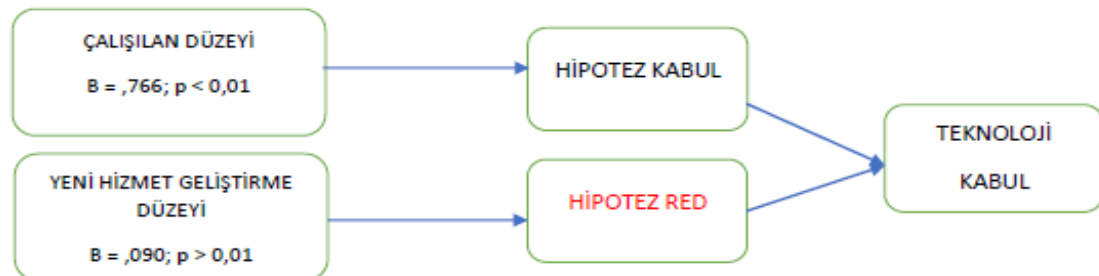 ÇALIŞILAN DÜZEYİ
B = ,766; p < 0,01
HİPOTEZ KABUL
TEKNOLOJİ
KABUL
YENİ HİZMET GELİŞTİRME
DÜZEYİ
B = ,090; p > 0,01
HİPOTEZ RED